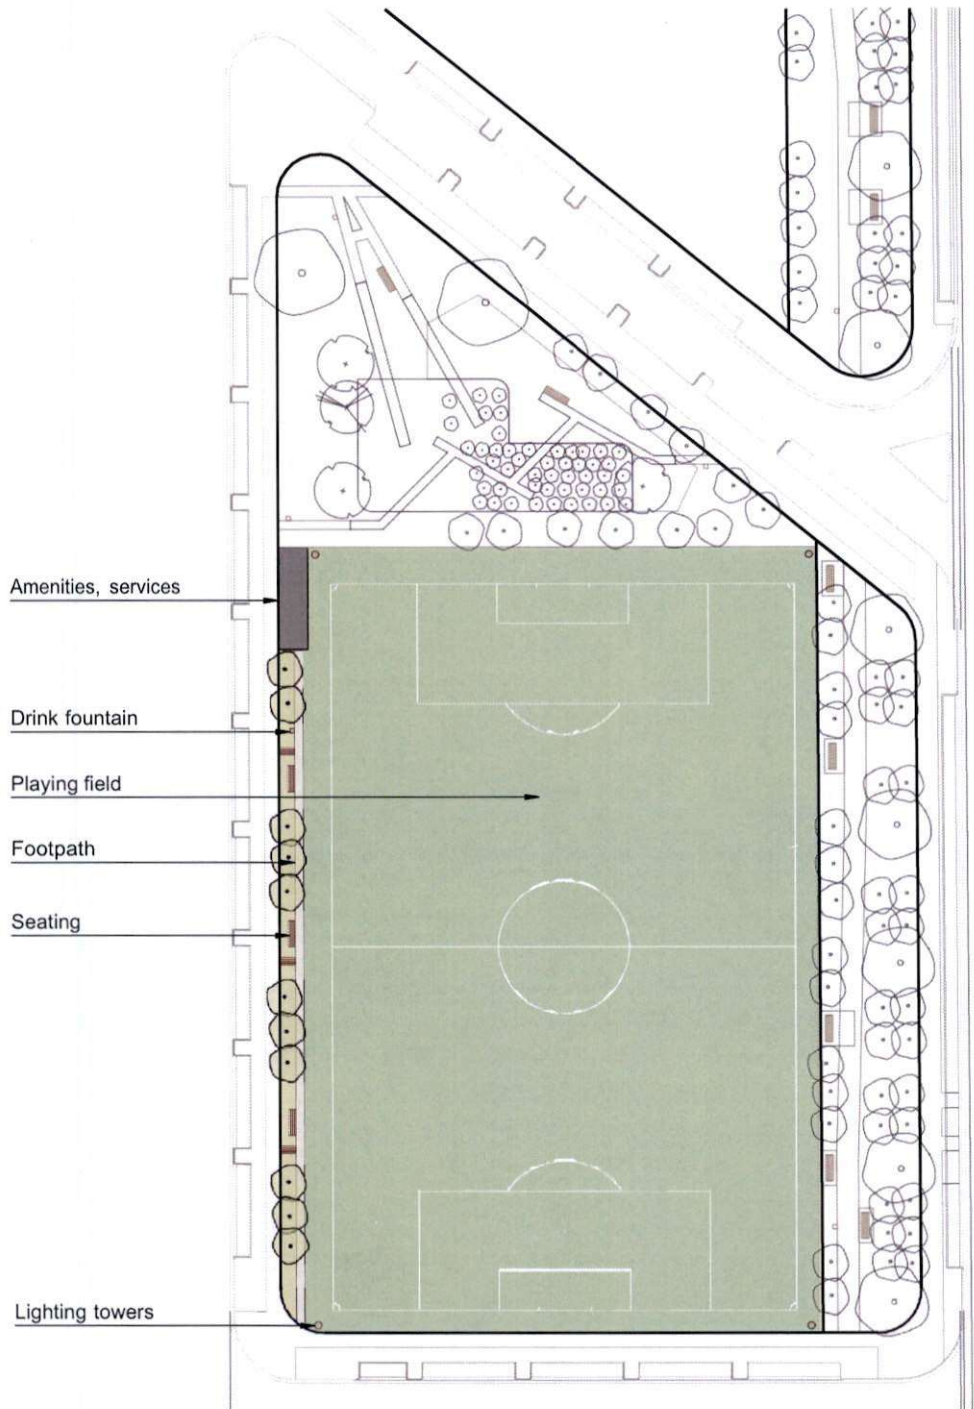 Amenities, services
Drink fountain
Playing field
Footpath
Seating
Lighting towers